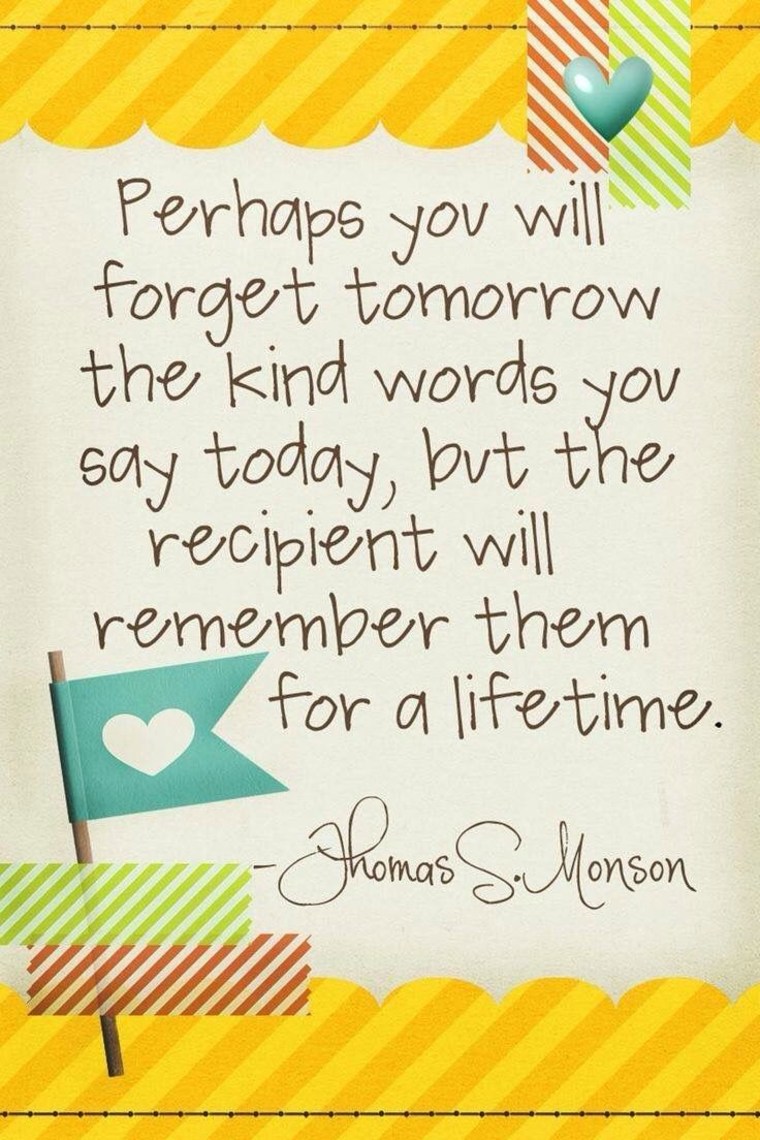 Perhaps you will
forget tomorrow
the kind words you
say today, but the
recipient will
remember them
for a lifetime.
-Thomas S. Monson